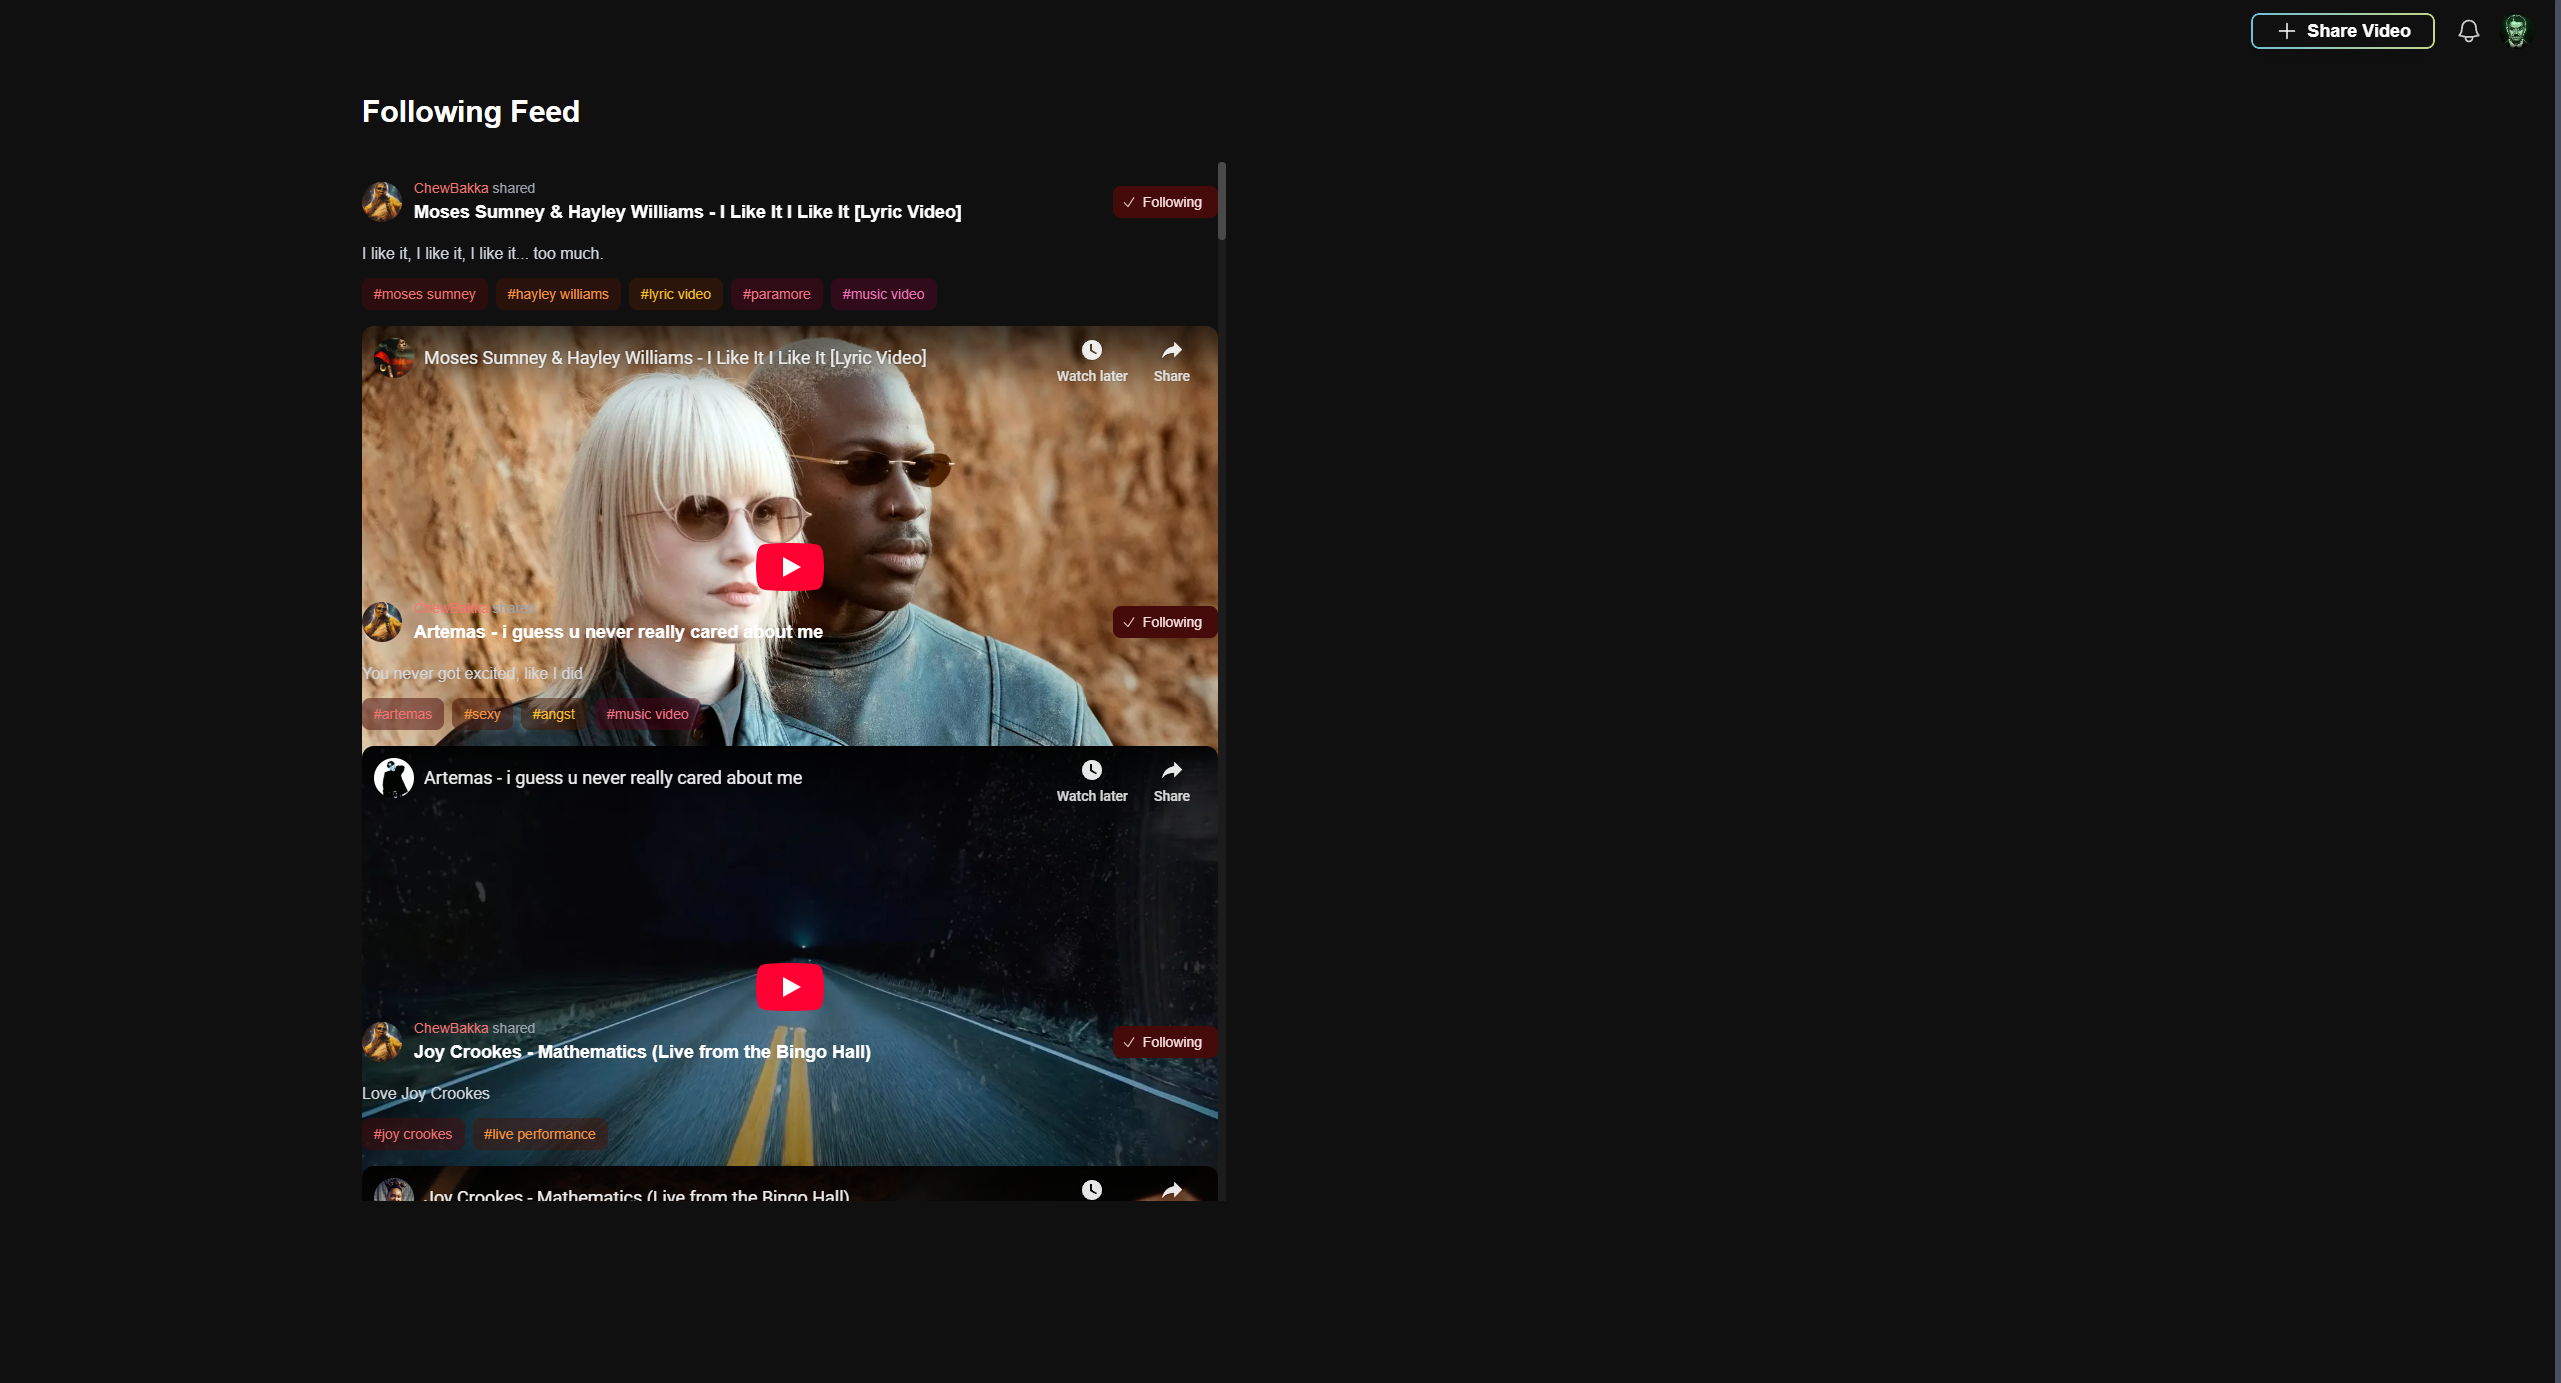 Share Video
Following Feed
ChewBakka shared
Moses Sumney & Hayley Williams - I Like It I Like It [Lyric Video]
Following
I like it, I like it, I like it... too much.
#moses sumney #hayley williams #lyric video #paramore #music video
Moses Sumney & Hayley Williams - I Like It I Like It [Lyric Video]
Watch later
Share
ChewBakka shared
Artemas - i guess u never really cared about me
Following
You never got excited, like I did
#artemas #sexy #angst #music video
Artemas - i guess u never really cared about me
Watch later
Share
ChewBakka shared
Joy Crookes - Mathematics (Live from the Bingo Hall)
Following
Love Joy Crookes
#joy crookes #live performance
Joy Crookes - Mathematics (Live from the Bingo Hall)